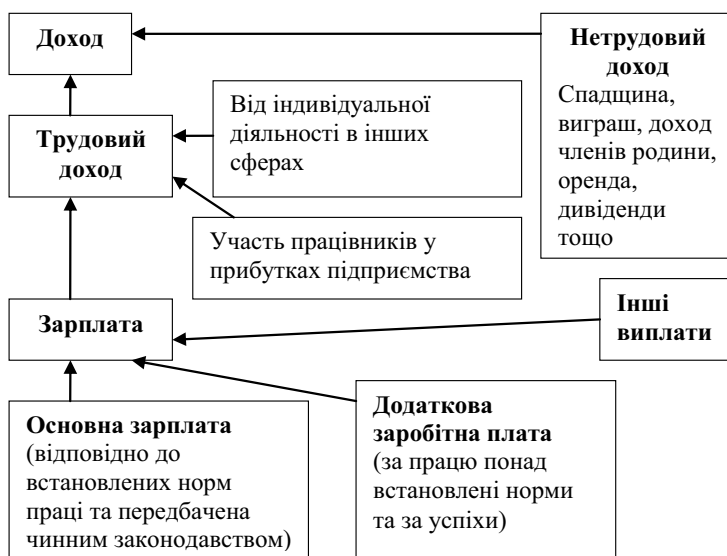 Доход
Нетрудовий
доход
Спадщина,
виграш, доход
членів родини,
оренда,
дивіденди
тощо
Від індивідуальної
діяльності в інших
сферах
Трудовий
доход
Участь працівників у
прибутках підприємства
Зарплата
Інші
виплати
Основна зарплата
(відповідно до
встановлених норм
праці та передбачена
чинним законодавством)
Додаткова
заробітна плата
(за працю понад
встановлені норми
та за успіхи)